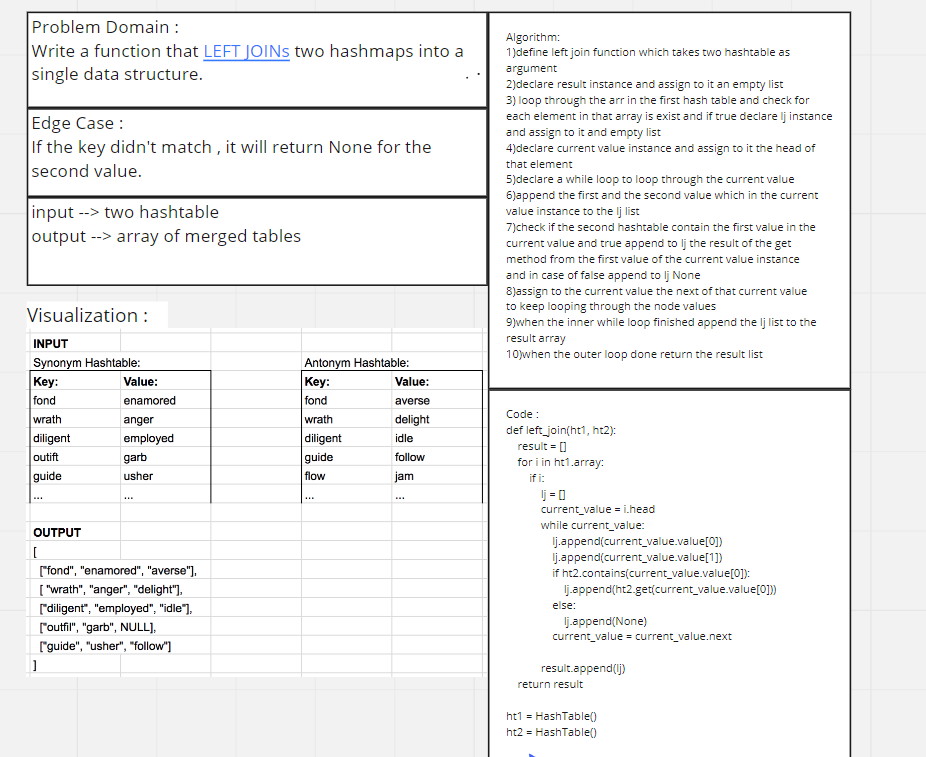 Problem Domain :
Write a function that LEFT JOINs two hashmaps into a
single data structure.
Edge Case :
If the key didn't match , it will return None for the
second value.
input --> two hashtable
output --> array of merged tables
Visualization :
INPUT
Synonym Hashtable: Antonym Hashtable:
Key: Value: Key: Value:
fond enamored fond averse
wrath anger wrath delight
diligent employed diligent idle
outift garb guide follow
guide usher flow jam
... ... ... ...
OUTPUT
[
["fond", "enamored", "averse"],
[ "wrath", "anger", "delight"],
["diligent", "employed", "idle"],
["outfil", "garb", NULL],
["guide", "usher", "follow"]
]
Algorithm:
1)define left join function which takes two hashtable as
argument
2)declare result instance and assign to it an empty list
3) loop through the arr in the first hash table and check for
each element in that array is exist and if true declare lj instance
and assign to it and empty list
4)declare current value instance and assign to it the head of
that element
5)declare a while loop to loop through the current value
6)append the first and the second value which in the current
value instance to the lj list
7)check if the second hashtable contain the first value in the
current value and true append to lj the result of the get
method from the first value of the current value instance
and in case of false append to lj None
8)assign to the current value the next of that current value
to keep looping through the node values
9)when the inner while loop finished append the lj list to the
result array
10)when the outer loop done return the result list
Code :
def left_join(ht1, ht2):
result = []
for i in ht1.array:
if i:
lj = []
current_value = i.head
while current_value:
lj.append(current_value.value[0])
lj.append(current_value.value[1])
if ht2.contains(current_value.value[0]):
lj.append(ht2.get(current_value.value[0]))
else:
lj.append(None)
current_value = current_value.next
result.append(lj)
return result
ht1 = HashTable()
ht2 = HashTable()